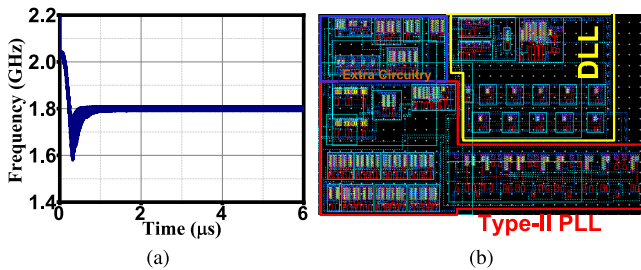 2.2
2.0
1.8
1.6
1.4
Frequency (GHz)
0
2
4
6
Time (μs)
(a)
Extra Circuitry
DLL
Type-II PLL
(b)